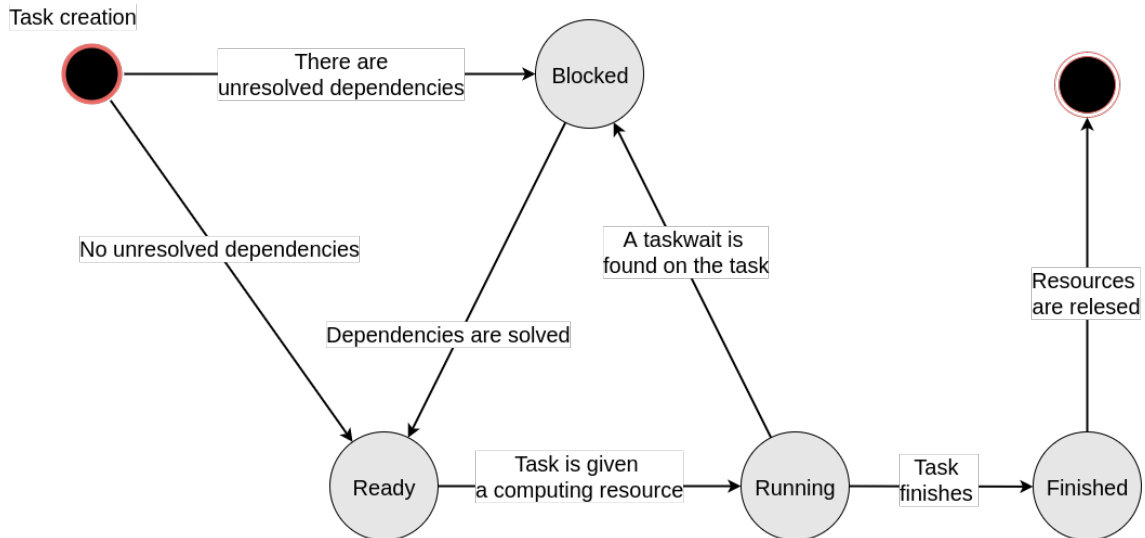 Task creation
There are
unresolved dependencies
Blocked
No unresolved dependencies
A taskwait is
found on the task
Resources
are relesed
Dependencies are solved
Ready
Task is given
a computing resource
Running
Task
finishes
Finished